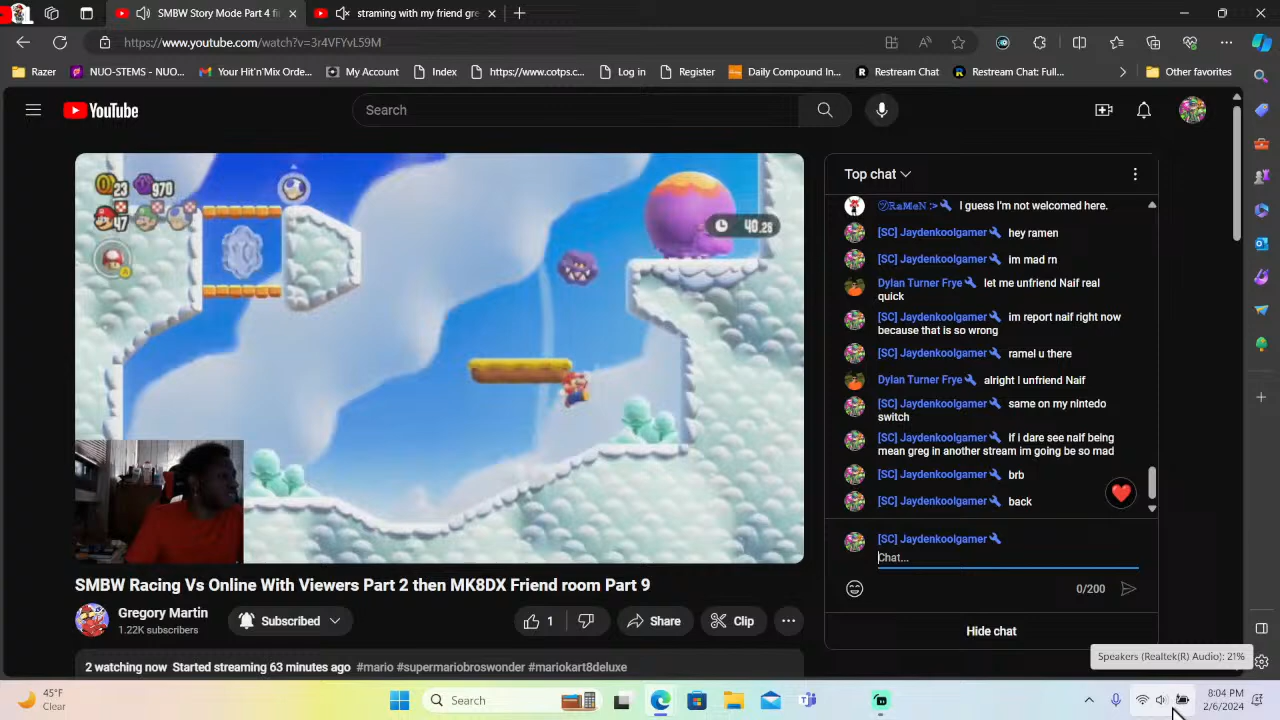 SMBW Story Mode Part 4 fi
straming with my friend gre
https://www.youtube.com/watch?v=3r4VFYvL59M
Razer
NUO-STEMS - NUO...
Your Hit'n'Mix Orde...
My Account
Index
https://www.cotps.c...
Log in
Register
Daily Compound In...
Restream Chat
Restream Chat: Full...
Other favorites
YouTube
Search
23
970
47
40.26
Top chat
ツRaMeN :> I guess I'm not welcomed here.
[SC] Jaydenkoolgamer hey ramen
[SC] Jaydenkoolgamer im mad rn
Dylan Turner Frye let me unfriend Naif real
quick
[SC] Jaydenkoolgamer im report naif right now
because that is so wrong
[SC] Jaydenkoolgamer ramel u there
Dylan Turner Frye alright I unfriend Naif
[SC] Jaydenkoolgamer same on my nintedo
switch
[SC] Jaydenkoolgamer If I dare see naif being
mean greg in another stream im going be so mad
[SC] Jaydenkoolgamer brb
[SC] Jaydenkoolgamer back
[SC] Jaydenkoolgamer
Chat...
0/200
Hide chat
SMBW Racing Vs Online With Viewers Part 2 then MK8DX Friend room Part 9
Gregory Martin
1.22K subscribers
Subscribed
1
Share
Clip
2 watching now Started streaming 63 minutes ago #mario #supermariobroswonder #mariokart8deluxe
Speakers (Realtek(R) Audio): 21%
45°F
Clear
Search
8:04 PM
2/6/2024